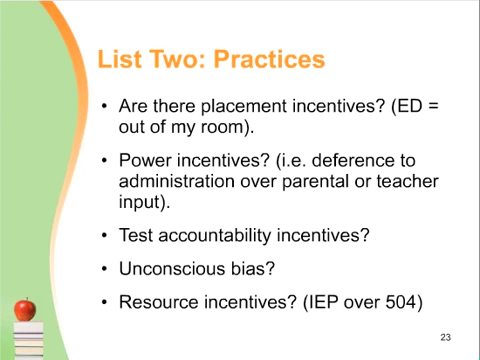 List Two: Practices
• Are there placement incentives? (ED =
out of my room).
• Power incentives? (i.e. deference to
administration over parental or teacher
input).
• Test accountability incentives?
• Unconscious bias?
• Resource incentives? (IEP over 504)
23